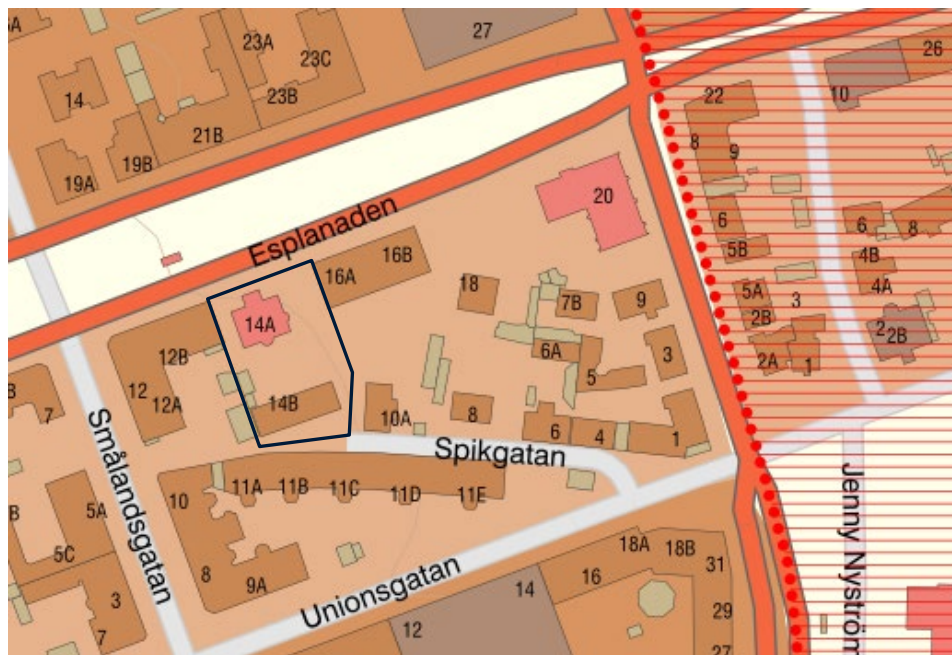 27
23A
23C
23B
14
21B
19B
19A
26
10
22
8
9
20
6
5B
6
8
4B
4A
Esplanaden
16B
16A
18
7B
9
5A
3
2B
2
2B
2A
1
14A
12B
12
12A
14B
6A
3
5
10A
8
6
4
1
7
Smålandsgatan
Spikgatan
10
11A
11B
11C
11D
11E
5A
5C
3
7
8
9A
Unionsgatan
18A
18B
31
16
14
12
29
27
Jenny Nyström